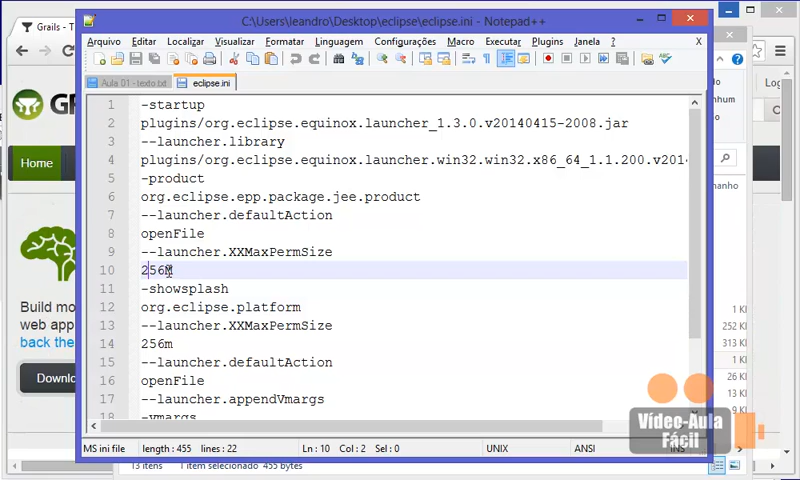 Grails - T
C:\Users\leandro\Desktop\eclipse\eclipse.ini - Notepad++
Arquivo Editar Localizar Visualizar Formatar Linguagem Configurações Macro Executar Plugins Janela ? X
Aula 01 - texto.txt eclipse.ini
1 -startup
2 plugins/org.eclipse.equinox.launcher_1.3.0.v20140415-2008.jar
3 --launcher.library
4 plugins/org.eclipse.equinox.launcher.win32.win32.x86_64_1.1.200.v201
5 -product
6 org.eclipse.epp.package.jee.product
7 --launcher.defaultAction
8 openFile
9 --launcher.XXMaxPermSize
10 256M
11 -showsplash
12 org.eclipse.platform
13 --launcher.XXMaxPermSize
14 256m
15 --launcher.defaultAction
16 openFile
17 --launcher.appendVmargs
18 -vmargs
MS ini file length : 455 lines : 22 Ln : 10 Col : 2 Sel : 0 UNIX ANSI INS
Home
Build mo
web app
back the
Downlo
Log
nhum
manho
1 K
252 K
313 K
1 K
26 K
13 K
9 K
13 itens 1 item selecionado 455 bytes
Vídeo-Aula
Fácil